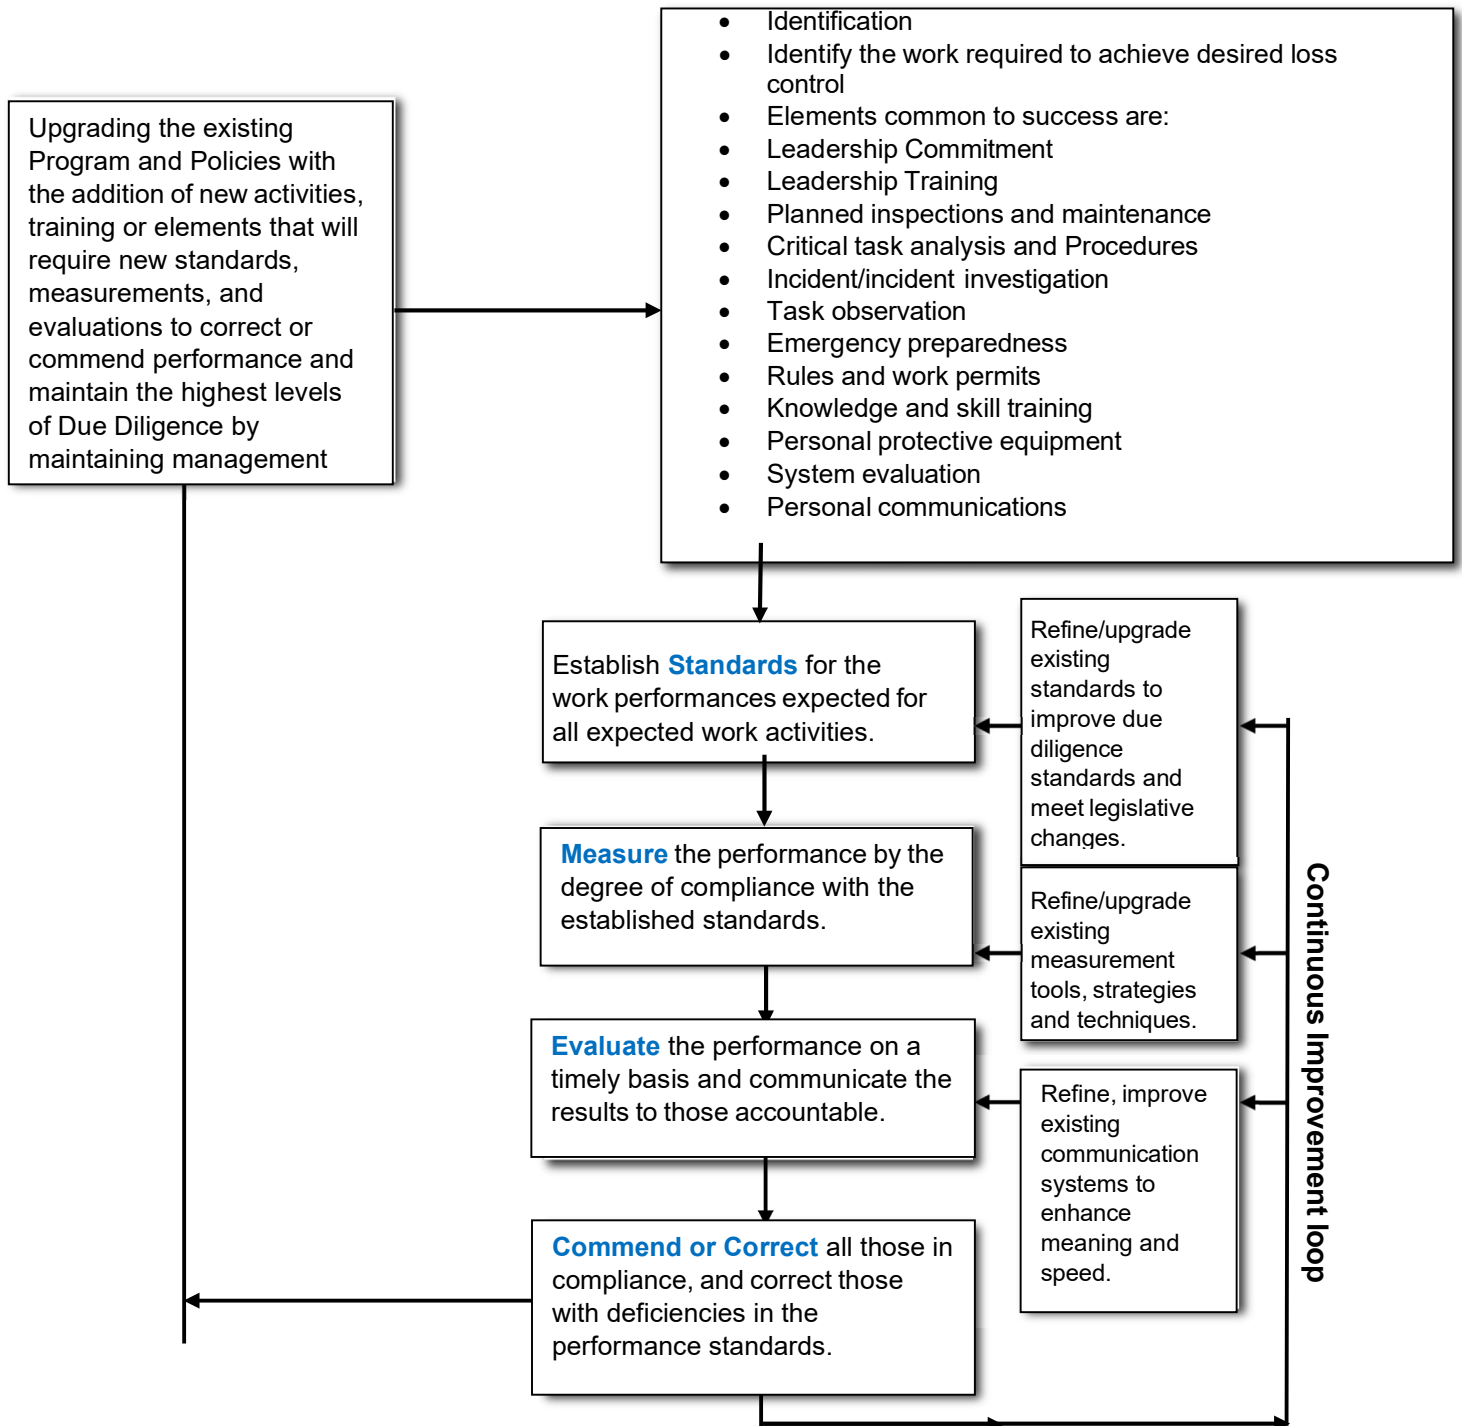 Upgrading the existing
Program and Policies with
the addition of new activities,
training or elements that will
require new standards,
measurements, and
evaluations to correct or
commend performance and
maintain the highest levels
of Due Diligence by
maintaining management
• Identification
• Identify the work required to achieve desired loss
control
• Elements common to success are:
• Leadership Commitment
• Leadership Training
• Planned inspections and maintenance
• Critical task analysis and Procedures
• Incident/incident investigation
• Task observation
• Emergency preparedness
• Rules and work permits
• Knowledge and skill training
• Personal protective equipment
• System evaluation
• Personal communications
Establish Standards for the
work performances expected for
all expected work activities.
Refine/upgrade
existing
standards to
improve due
diligence
standards and
meet legislative
changes.
Measure the performance by the
degree of compliance with the
established standards.
Refine/upgrade
existing
measurement
tools, strategies
and techniques.
Evaluate the performance on a
timely basis and communicate the
results to those accountable.
Refine, improve
existing
communication
systems to
enhance
meaning and
speed.
Commend or Correct all those in
compliance, and correct those
with deficiencies in the
performance standards.
Continuous Improvement loop